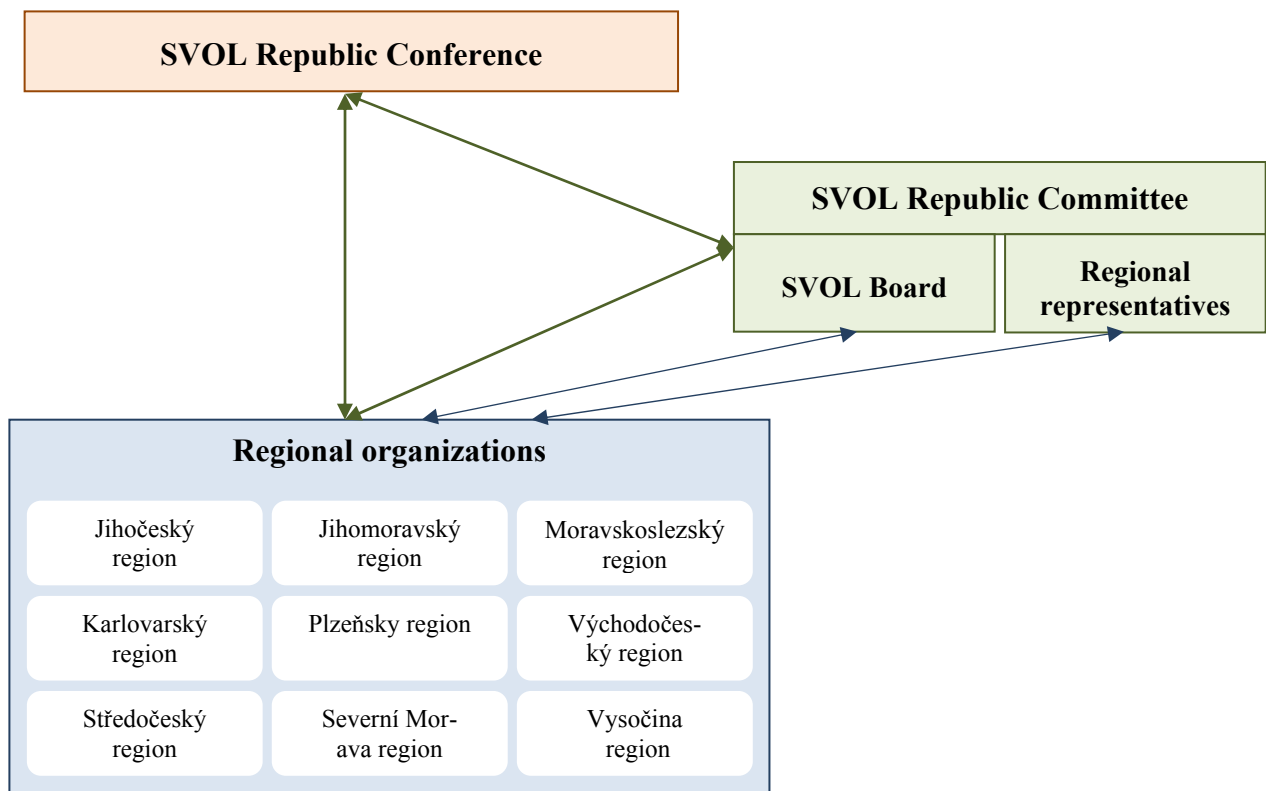 SVOL Republic Conference
SVOL Republic Committee
SVOL Board
Regional
representatives
Regional organizations
Jihočeský
region
Jihomoravský
region
Moravskoslezský
region
Karlovarský
region
Plzeňsky region
Východočes-
ký region
Středočeský
region
Severní Mor-
ava region
Vysočina
region